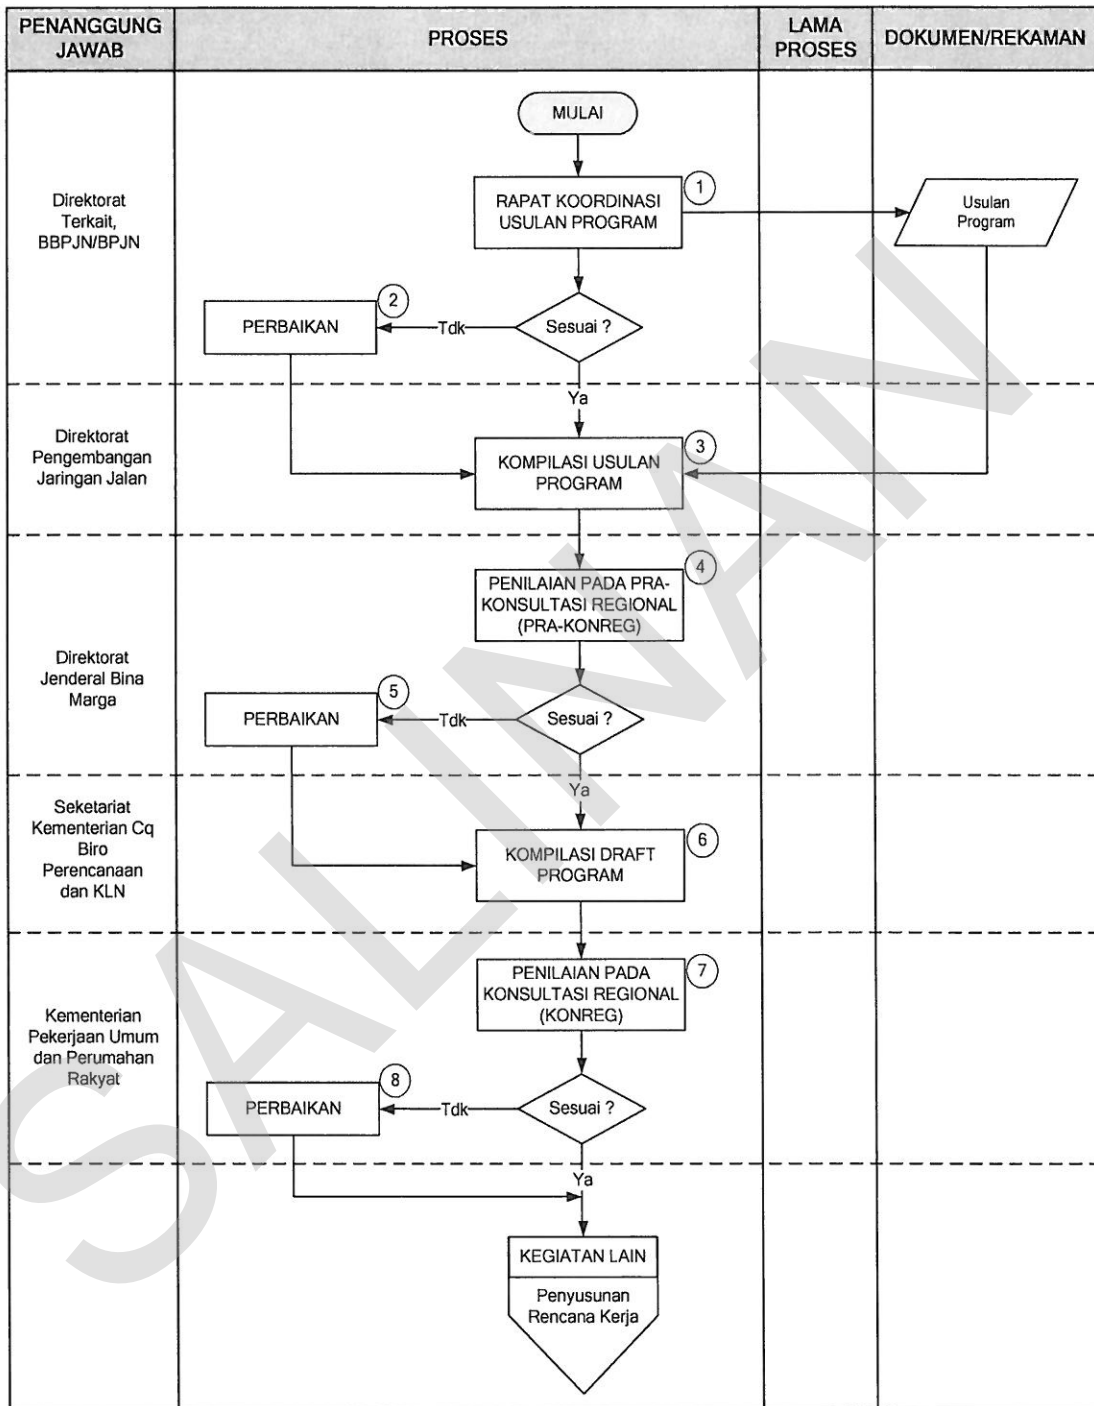 PENANGGUNG
JAWAB
PROSES
LAMA
PROSES
DOKUMEN/REKAMAN
MULAI
Direktorat
Terkait,
BBPJN/BPJN
RAPAT KOORDINASI
USULAN PROGRAM
1
Usulan
Program
PERBAIKAN
2
Tdk
Sesuai ?
Ya
Direktorat
Pengembangan
Jaringan Jalan
KOMPILASI USULAN
PROGRAM
3
PENILAIAN PADA PRA-
KONSULTASI REGIONAL
(PRA-KONREG)
4
Direktorat
Jenderal Bina
Marga
PERBAIKAN
5
Tdk
Sesuai ?
Ya
Seketariat
Kementerian Cq
Biro
Perencanaan
dan KLN
KOMPILASI DRAFT
PROGRAM
6
PENILAIAN PADA
KONSULTASI REGIONAL
(KONREG)
7
Kementerian
Pekerjaan Umum
dan Perumahan
Rakyat
PERBAIKAN
8
Tdk
Sesuai ?
Ya
KEGIATAN LAIN
Penyusunan
Rencana Kerja
SALINAN